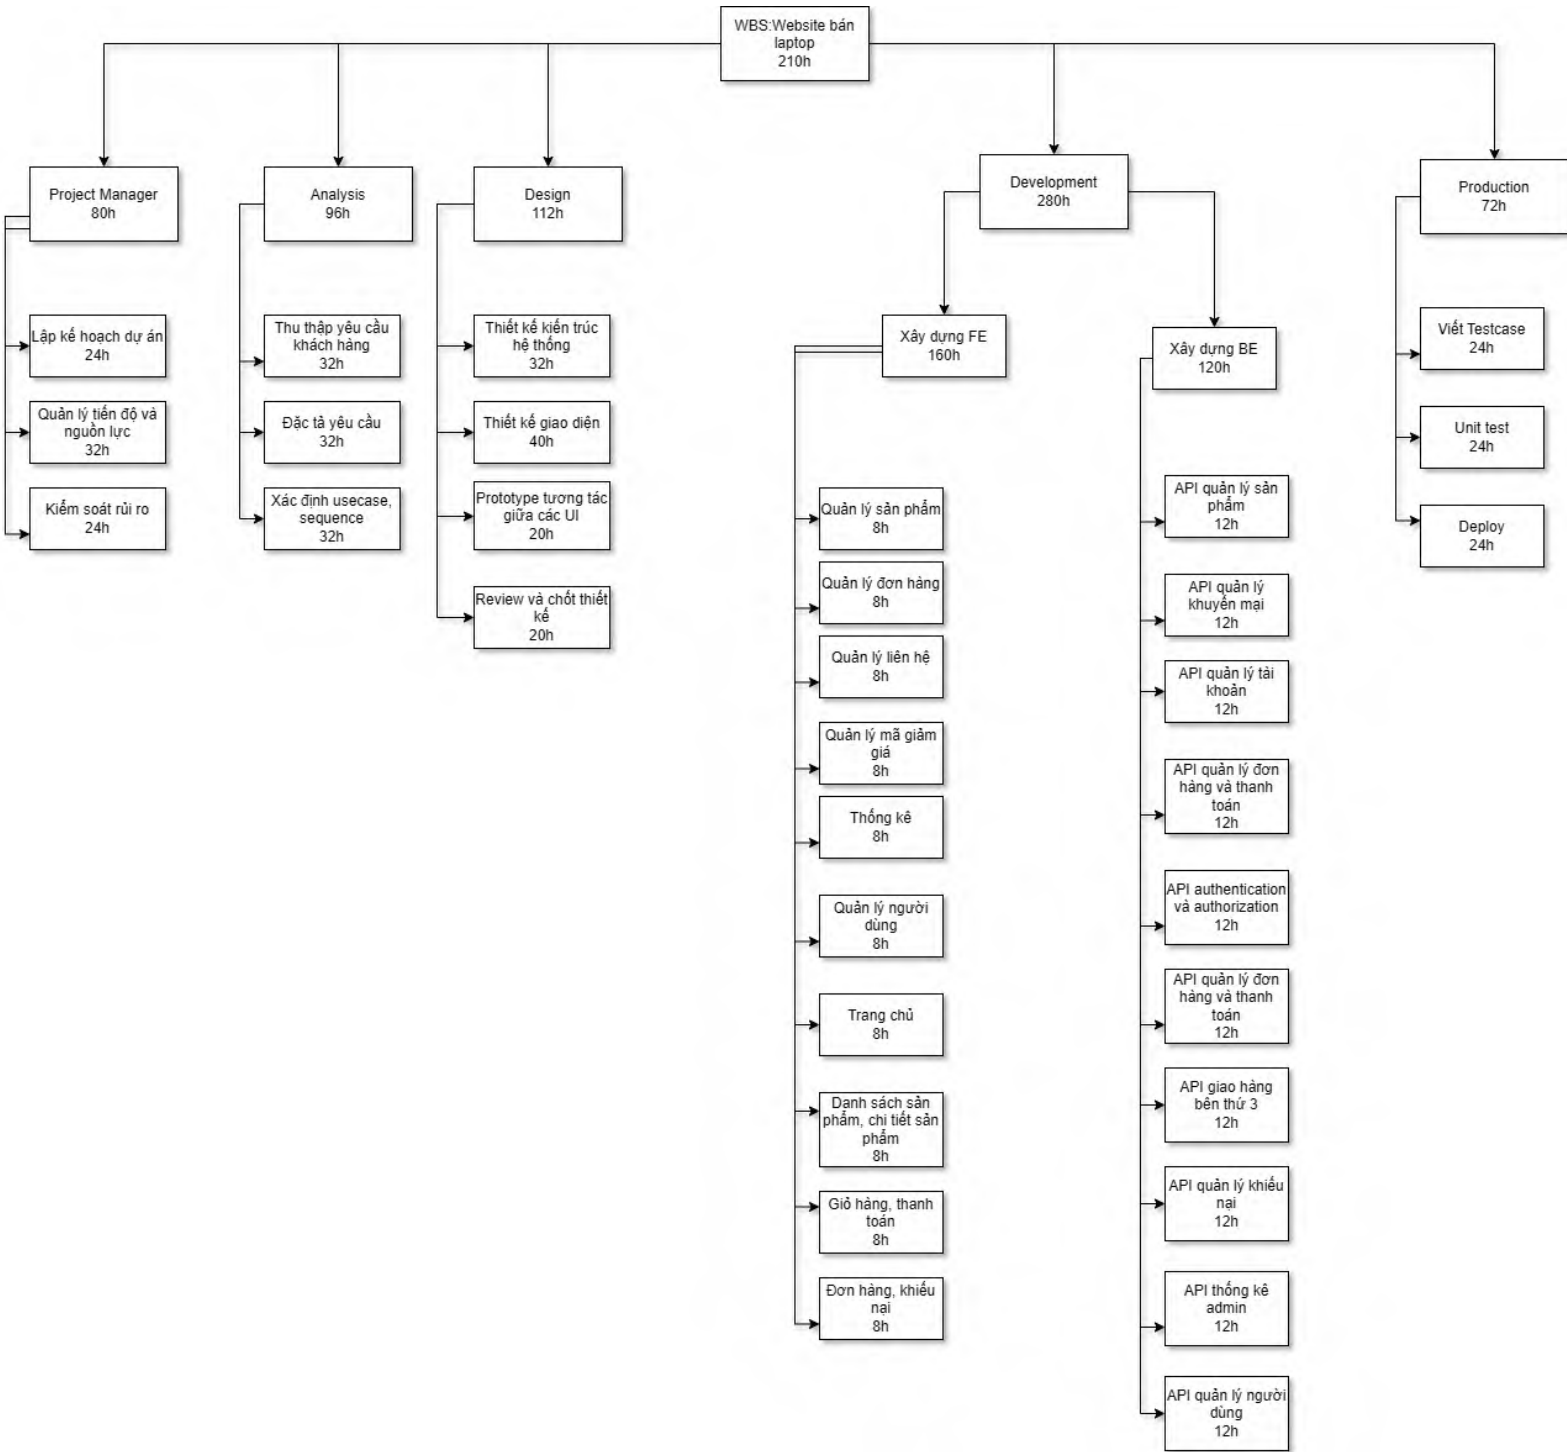 WBS:Website bán
laptop
210h
Project Manager
80h
Lập kế hoạch dự án
24h
Quản lý tiến độ và
nguồn lực
32h
Kiểm soát rủi ro
24h
Analysis
96h
Thu thập yêu cầu
khách hàng
32h
Đặc tả yêu cầu
32h
Xác định usecase,
sequence
32h
Design
112h
Thiết kế kiến trúc
hệ thống
32h
Thiết kế giao diện
40h
Prototype tương tác
giữa các UI
20h
Review và chốt thiết
kế
20h
Development
280h
Xây dựng FE
160h
Quản lý sản phẩm
8h
Quản lý đơn hàng
8h
Quản lý liên hệ
8h
Quản lý mã giảm
giá
8h
Thống kê
8h
Quản lý người
dùng
8h
Trang chủ
8h
Danh sách sản
phẩm, chi tiết sản
phẩm
8h
Giỏ hàng, thanh
toán
8h
Đơn hàng, khiếu
nại
8h
Xây dựng BE
120h
API quản lý sản
phẩm
12h
API quản lý
khuyến mại
12h
API quản lý tài
khoản
12h
API quản lý đơn
hàng và thanh
toán
12h
API authentication
và authorization
12h
API quản lý đơn
hàng và thanh
toán
12h
API giao hàng
bên thứ 3
12h
API quản lý khiếu
nại
12h
API thống kê
admin
12h
API quản lý người
dùng
12h
Production
72h
Viết Testcase
24h
Unit test
24h
Deploy
24h